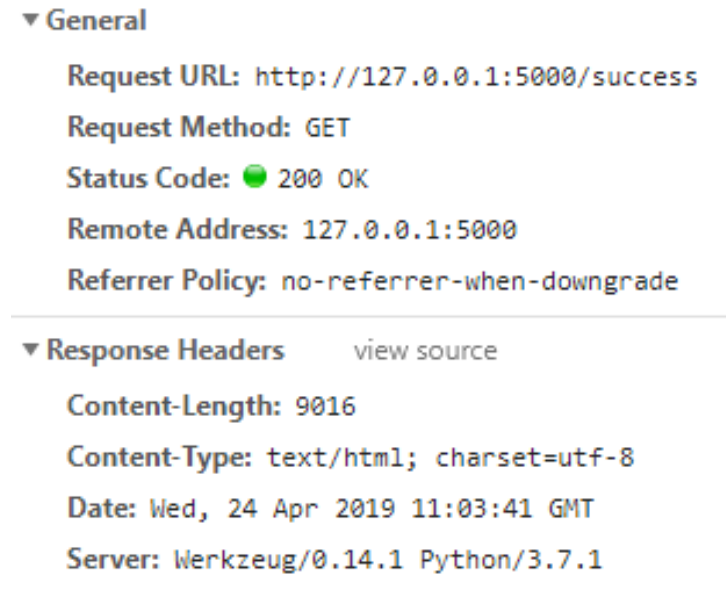 General
Request URL: http://127.0.0.1:5000/success
Request Method: GET
Status Code: 200 OK
Remote Address: 127.0.0.1:5000
Referrer Policy: no-referrer-when-downgrade
Response Headers view source
Content-Length: 9016
Content-Type: text/html; charset=utf-8
Date: Wed, 24 Apr 2019 11:03:41 GMT
Server: Werkzeug/0.14.1 Python/3.7.1